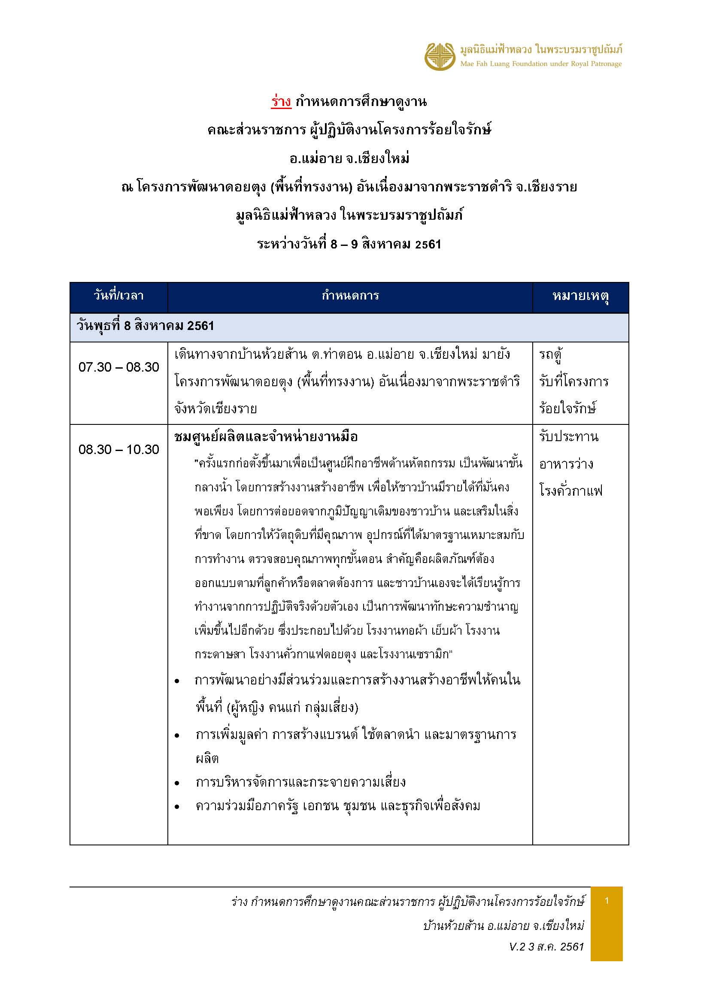 มูลนิธิแม่ฟ้าหลวง ในพระบรมราชูปถัมภ์
Mae Fah Luang Foundation under Royal Patronage
ร่าง กำหนดการศึกษาดูงาน
คณะส่วนราชการ ผู้ปฏิบัติงานโครงการร้อยใจรักษ์
อ.แม่อาย จ.เชียงใหม่
ณ โครงการพัฒนาดอยตุง (พื้นที่ทรงงาน) อันเนื่องมาจากพระราชดำริ จ.เชียงราย
มูลนิธิแม่ฟ้าหลวง ในพระบรมราชูปถัมภ์
ระหว่างวันที่ 8 – 9 สิงหาคม 2561
วันที่/เวลา กำหนดการ หมายเหตุ
วันพุธที่ 8 สิงหาคม 2561
07.30 – 08.30
เดินทางจากบ้านห้วยส้าน ต.ท่าตอน อ.แม่อาย จ.เชียงใหม่ มายัง
โครงการพัฒนาดอยตุง (พื้นที่ทรงงาน) อันเนื่องมาจากพระราชดำริ
จังหวัดเชียงราย
รถตู้
รับที่โครงการ
ร้อยใจรักษ์
08.30 – 10.30
ชมศูนย์ผลิตและจำหน่ายงานมือ
"ครั้งแรกก่อตั้งขึ้นมาเพื่อเป็นศูนย์ฝึกอาชีพด้านหัตถกรรม เป็นพัฒนาขั้น
กลางน้ำ โดยการสร้างงานสร้างอาชีพ เพื่อให้ชาวบ้านมีรายได้ที่มั่นคง
พอเพียง โดยการต่อยอดจากภูมิปัญญาเดิมของชาวบ้าน และเสริมในสิ่ง
ที่ขาด โดยการให้วัตถุดิบที่มีคุณภาพ อุปกรณ์ที่ได้มาตรฐานเหมาะสมกับ
การทำงาน ตรวจสอบคุณภาพทุกขั้นตอน สำคัญคือผลิตภัณฑ์ต้อง
ออกแบบตามที่ลูกค้าหรือตลาดต้องการ และชาวบ้านเองจะได้เรียนรู้การ
ทำงานจากการปฏิบัติจริงด้วยตัวเอง เป็นการพัฒนาทักษะความชำนาญ
เพิ่มขึ้นไปอีกด้วย ซึ่งประกอบไปด้วย โรงงานทอผ้า เย็บผ้า โรงงาน
กระดาษสา โรงงานคั่วกาแฟดอยตุง และโรงงานเซรามิก”
• การพัฒนาอย่างมีส่วนร่วมและการสร้างงานสร้างอาชีพให้คนใน
พื้นที่ (ผู้หญิง คนแก่ กลุ่มเสี่ยง)
• การเพิ่มมูลค่า การสร้างแบรนด์ ใช้ตลาดนำ และมาตรฐานการ
ผลิต
• การบริหารจัดการและกระจายความเสี่ยง
• ความร่วมมือภาครัฐ เอกชน ชุมชน และธุรกิจเพื่อสังคม
รับประทาน
อาหารว่าง
โรงคั่วกาแฟ
ร่าง กำหนดการศึกษาดูงานคณะส่วนราชการ ผู้ปฏิบัติงานโครงการร้อยใจรักษ์
บ้านห้วยส้าน อ.แม่อาย จ.เชียงใหม่
V.2 3 ส.ค. 2561
1